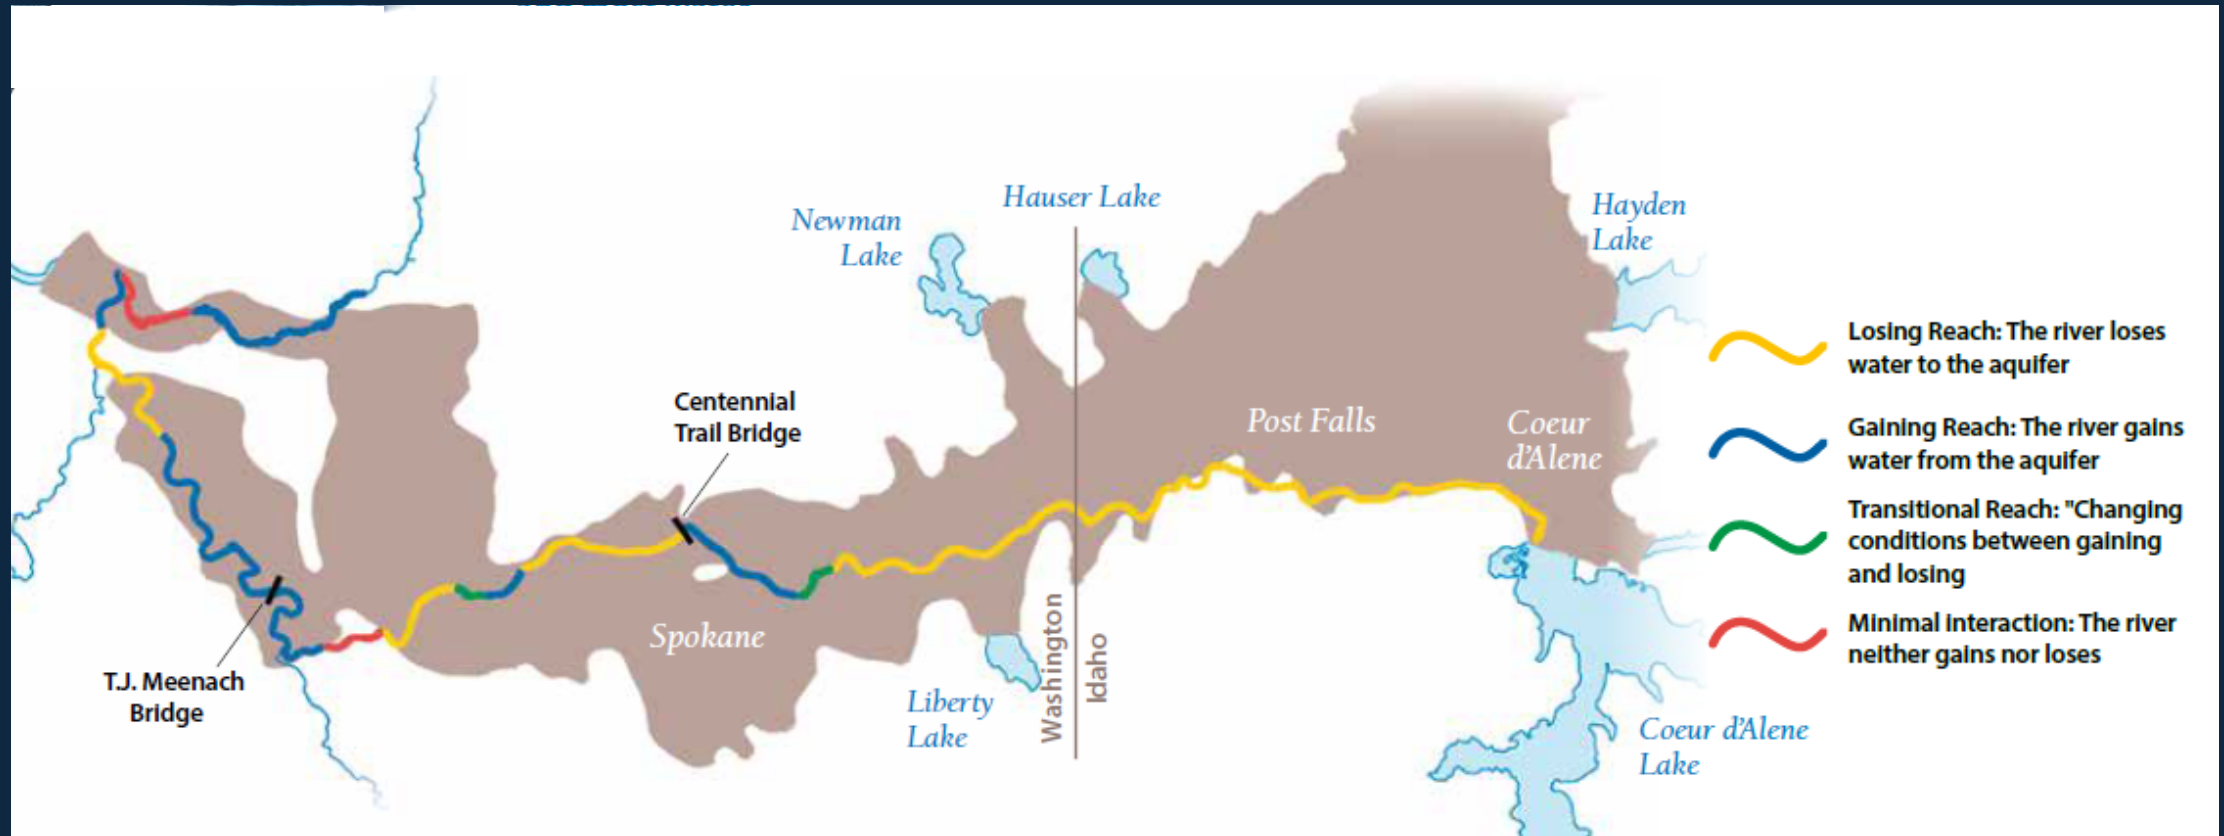 Hauser Lake
Newman
Lake
Hayden
Lake
Centennial
Trail Bridge
Post Falls
Coeur
d'Alene
Spokane
T.J. Meenach
Bridge
Liberty
Lake
Washington
Idaho
Coeur d'Alene
Lake
Losing Reach: The river loses
water to the aquifer
Gaining Reach: The river gains
water from the aquifer
Transitional Reach: "Changing
conditions between gaining
and losing
Minimal interaction: The river
neither gains nor loses